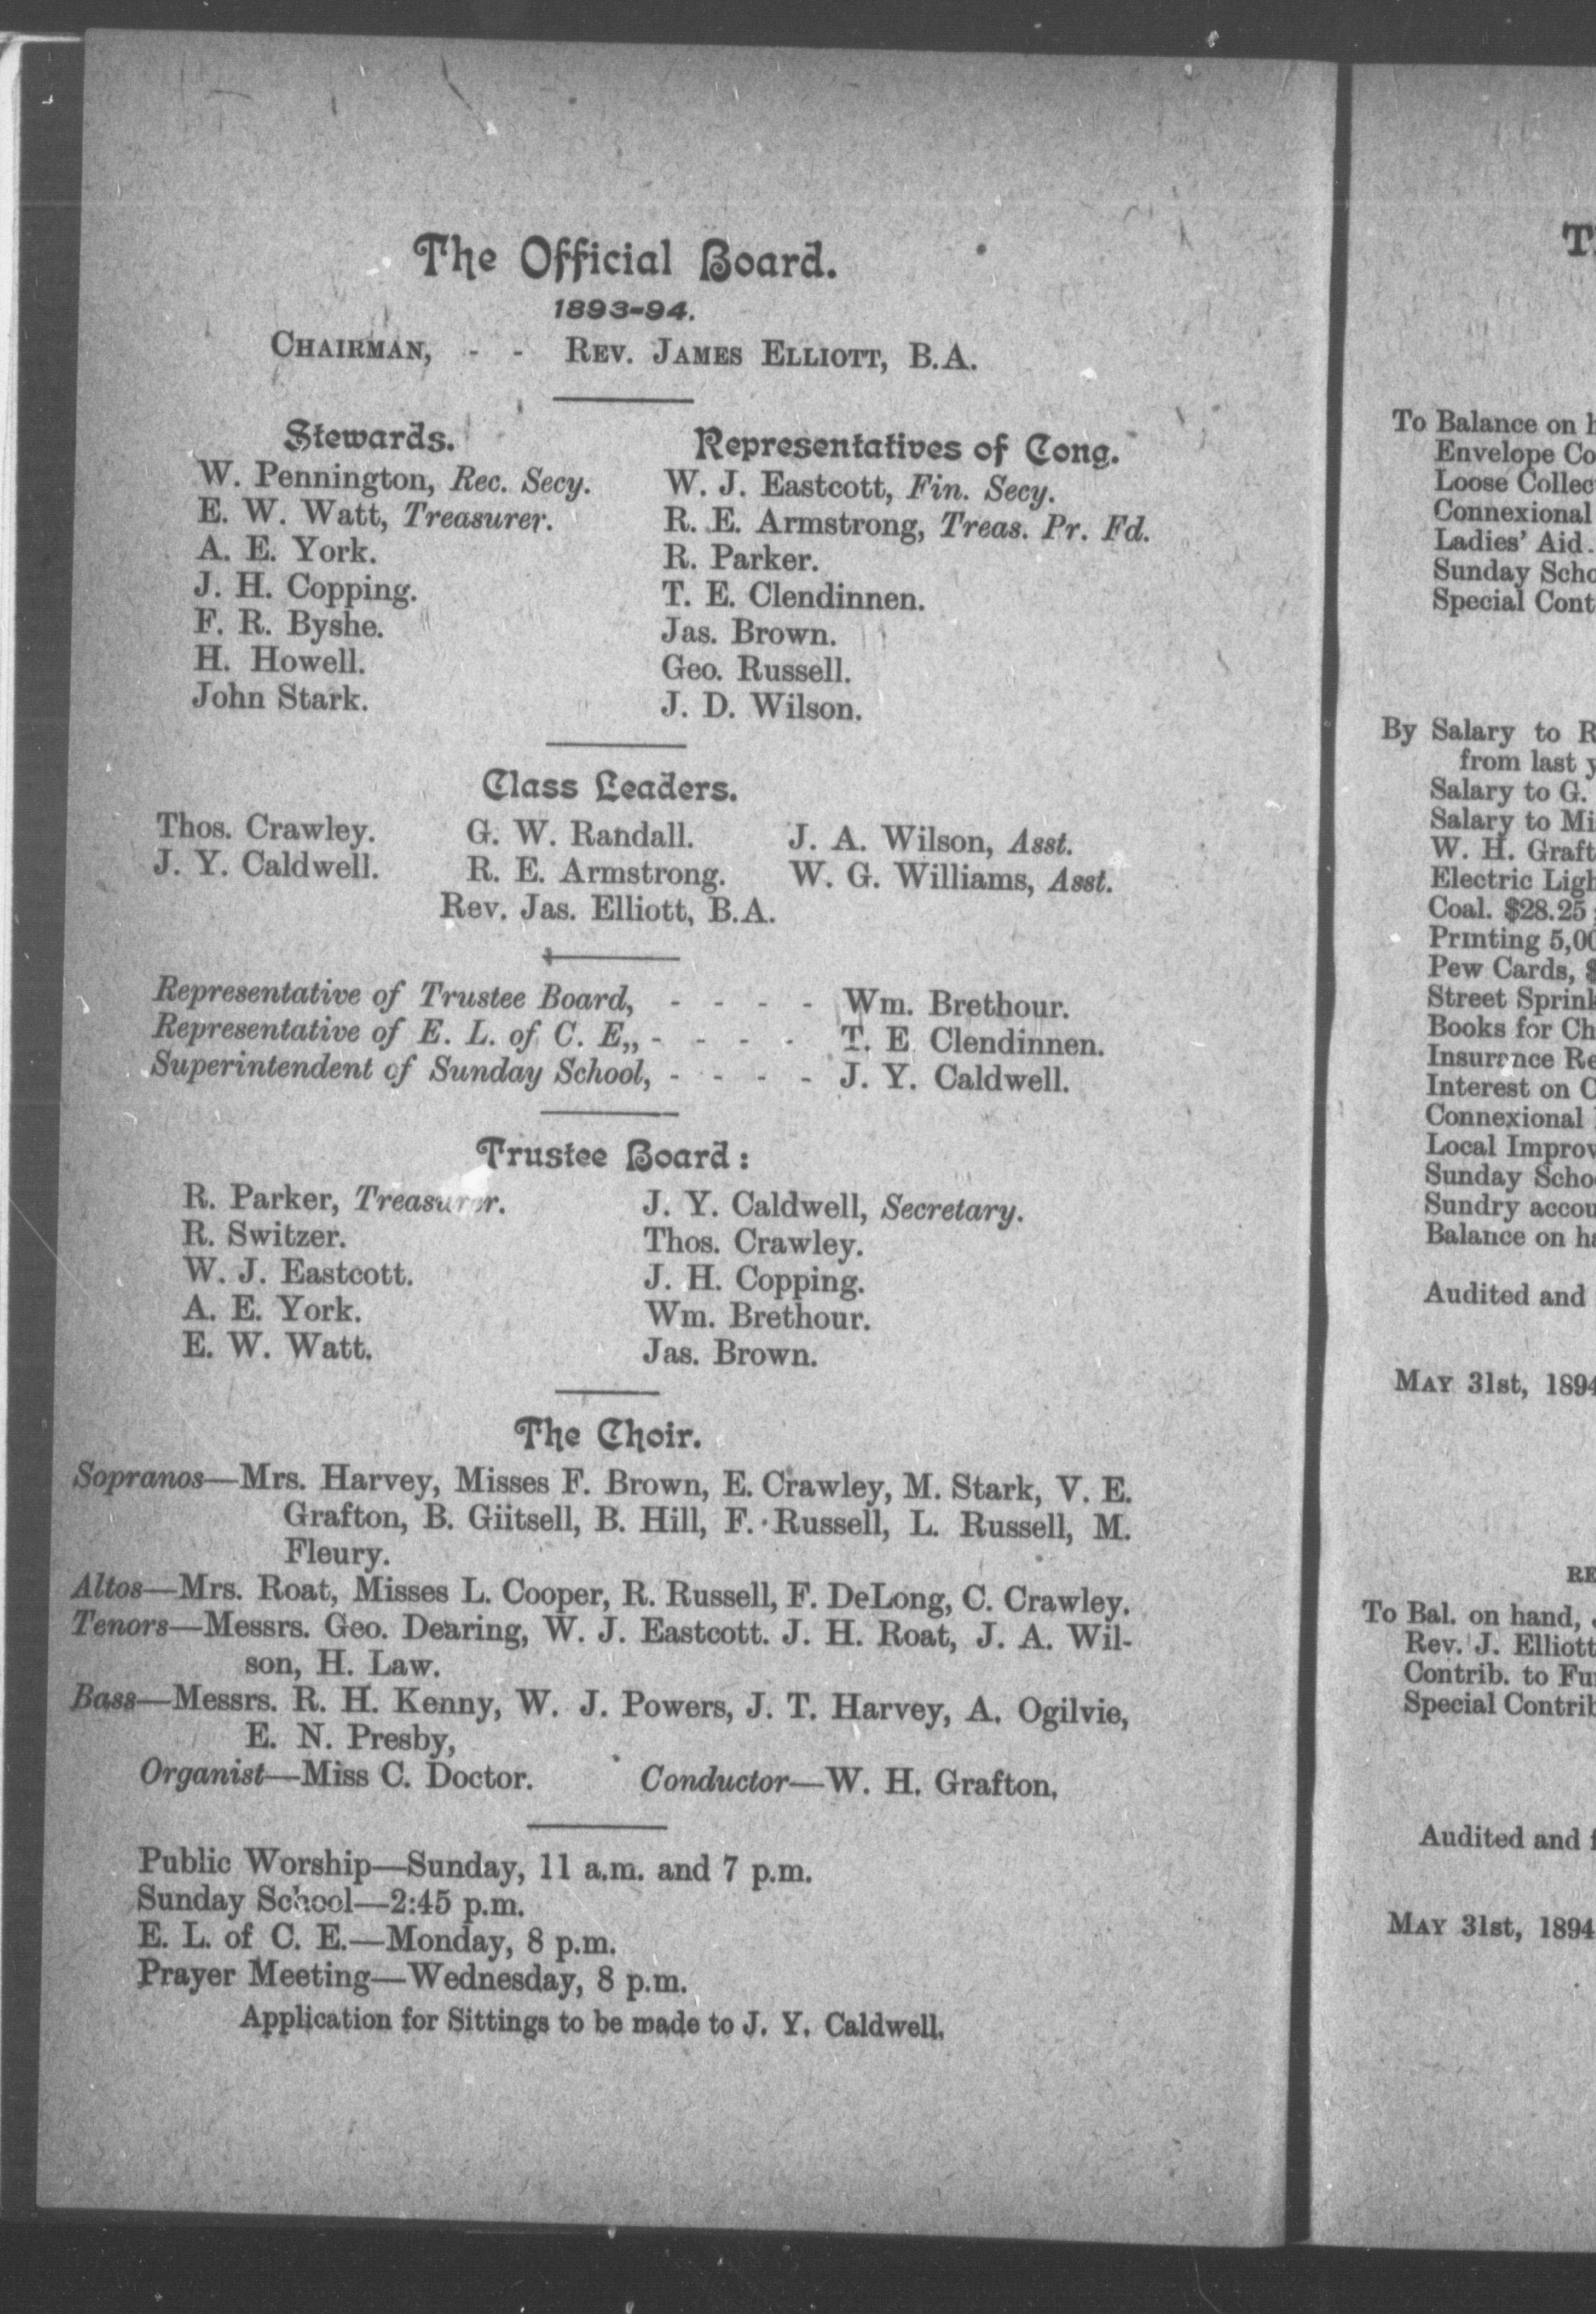 The Official Board.
1893-94.
CHAIRMAN, - - REV. JAMES ELLIOTT, B.A.
Stewards.
W. Pennington, Rec. Secy.
E. W. Watt, Treasurer.
A. E. York.
J. H. Copping.
F. R. Byshe.
H. Howell.
John Stark.
Representatives of Cong.
W. J. Eastcott, Fin. Secy.
R. E. Armstrong, Treas. Pr. Fd.
R. Parker.
T. E. Clendinnen.
Jas. Brown.
Geo. Russell.
J. D. Wilson.
Class Leaders.
Thos. Crawley. G. W. Randall. J. A. Wilson, Asst.
J. Y. Caldwell. R. E. Armstrong. W. G. Williams, Asst.
Rev. Jas. Elliott, B.A.
Representative of Trustee Board, - - - - Wm. Brethour.
Representative of E. L. of C. E,, - - - - T. E. Clendinnen.
Superintendent of Sunday School, - - - - J. Y. Caldwell.
Trustee Board:
R. Parker, Treasurer. J. Y. Caldwell, Secretary.
R. Switzer. Thos. Crawley.
W. J. Eastcott. J. H. Copping.
A. E. York. Wm. Brethour.
E. W. Watt. Jas. Brown.
The Choir.
Sopranos—Mrs. Harvey, Misses F. Brown, E. Crawley, M. Stark, V. E.
Grafton, B. Giitsell, B. Hill, F. Russell, L. Russell, M.
Fleury.
Altos—Mrs. Roat, Misses L. Cooper, R. Russell, F. DeLong, C. Crawley.
Tenors—Messrs. Geo. Dearing, W. J. Eastcott. J. H. Roat, J. A. Wil-
son, H. Law.
Bass—Messrs. R. H. Kenny, W. J. Powers, J. T. Harvey, A. Ogilvie,
E. N. Presby,
Organist—Miss C. Doctor. Conductor—W. H. Grafton,
Public Worship—Sunday, 11 a.m. and 7 p.m.
Sunday School—2:45 p.m.
E. L. of C. E.—Monday, 8 p.m.
Prayer Meeting—Wednesday, 8 p.m.
Application for Sittings to be made to J. Y. Caldwell,
To Balance on
Envelope
Loose
Connexional
Ladies' Aid
Sunday
Special
By Salary to
from last
Salary to G.
Salary to
W. H.
Electric
Coal. $28.25
Printing
Pew Cards,
Street
Books for
Insurance
Interest on
Connexional
Local
Sunday
Sundry
Balance on
Audited and
MAY 31st, 1894
To Bal. on hand,
Rev. J. Elliott
Contrib. to
Special
Audited and
MAY 31st, 1894